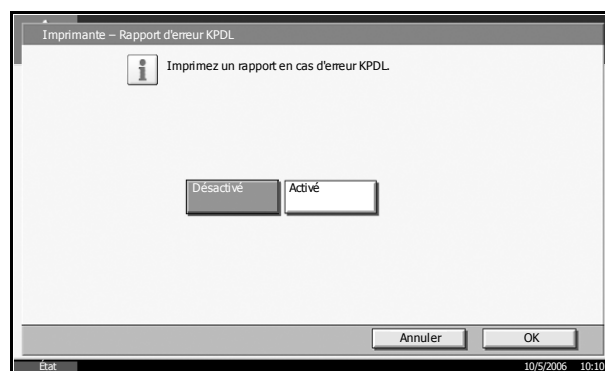 Imprimante – Rapport d'erreur KPDL
Imprimez un rapport en cas d'erreur KPDL.
Désactivé
Activé
Annuler
OK
État
10/5/2006 10:10